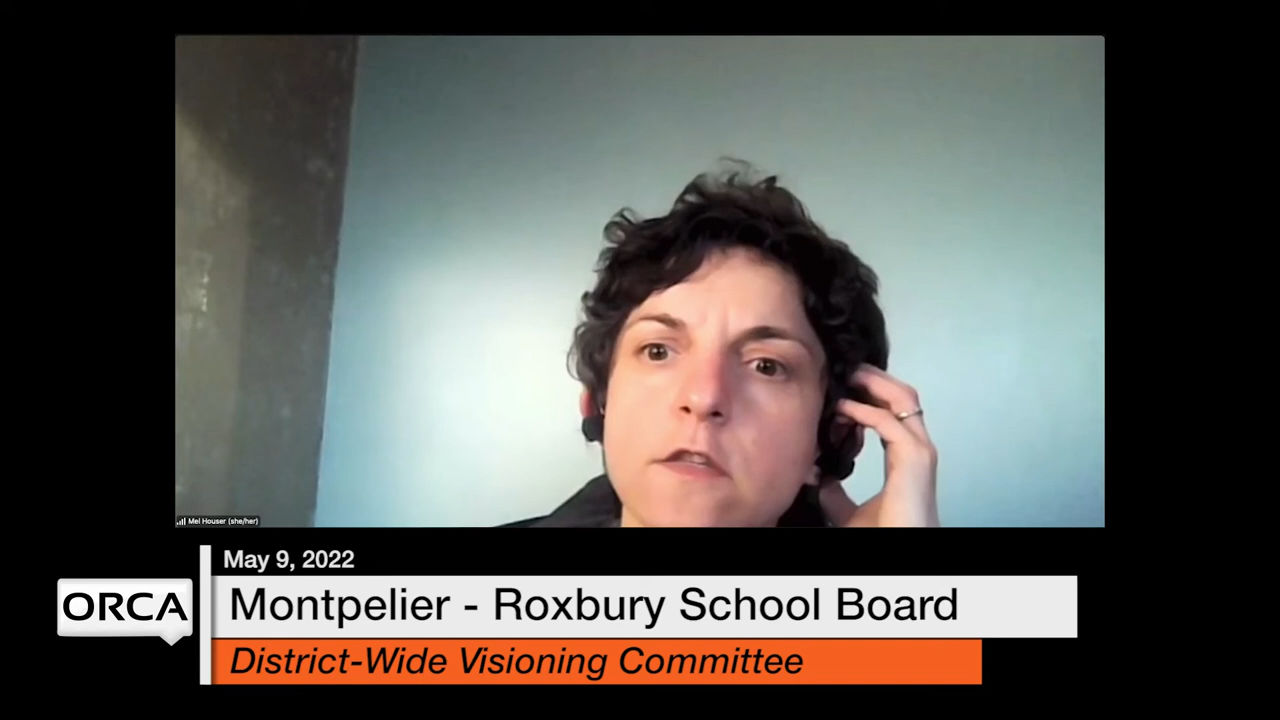 Mel Houser (she/her)
May 9, 2022
ORCA
Montpelier - Roxbury School Board
District-Wide Visioning Committee